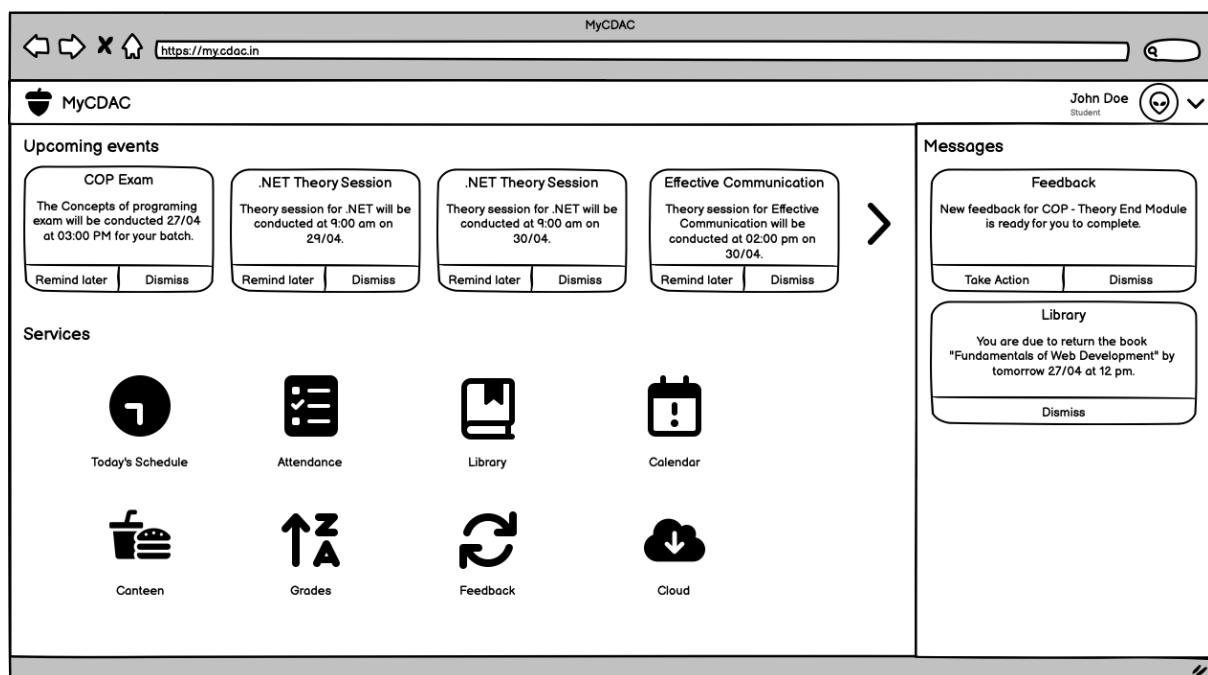 MyCDAC
https://my.cdac.in
MyCDAC
John Doe
Student
Upcoming events
COP Exam
The Concepts of programing
exam will be conducted 27/04
at 03:00 PM for your batch.
Remind later
Dismiss
.NET Theory Session
Theory session for .NET will be
conducted at 9:00 am on
29/04.
Remind later
Dismiss
.NET Theory Session
Theory session for .NET will be
conducted at 9:00 am on
30/04.
Remind later
Dismiss
Effective Communication
Theory session for Effective
Communication will be
conducted at 02:00 pm on
30/04.
Remind later
Dismiss
Services
Today's Schedule
Attendance
Library
Calendar
Z
A
Canteen
Grades
Feedback
Cloud
Messages
Feedback
New feedback for COP - Theory End Module
is ready for you to complete.
Take Action
Dismiss
Library
You are due to return the book
"Fundamentals of Web Development" by
tomorrow 27/04 at 12 pm.
Dismiss